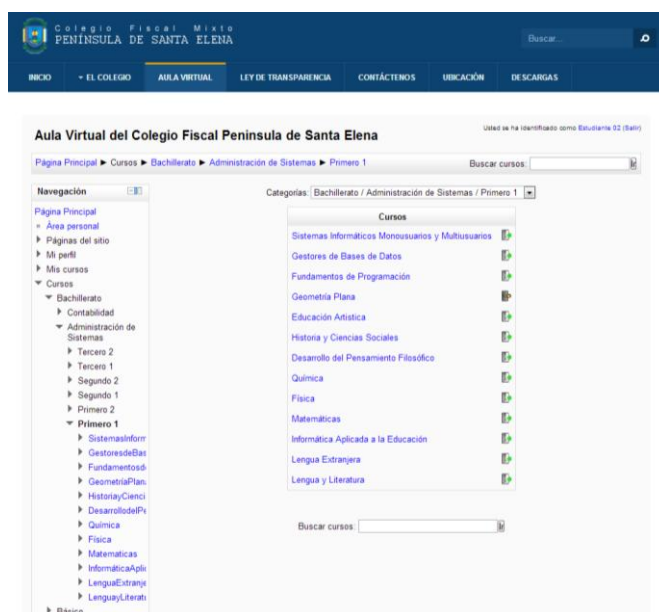 Colegio Fiscal Mixto
PENÍNSULA DE SANTA ELENA
Buscar...
INICIO EL COLEGIO AULA VIRTUAL LEY DE TRANSPARENCIA CONTÁCTENOS UBICACIÓN DESCARGAS
Aula Virtual del Colegio Fiscal Peninsula de Santa Elena
Usted se ha identificado como Estudiante 02 (Salir)
Página Principal ► Cursos ► Bachillerato ► Administración de Sistemas ► Primero 1
Buscar cursos:
Navegación
Página Principal
Área personal
Páginas del sitio
Mi perfil
Mis cursos
Cursos
Bachillerato
Contabilidad
Administración de
Sistemas
Tercero 2
Tercero 1
Segundo 2
Segundo 1
Primero 2
Primero 1
SistemasInform
GestoresdeBas
Fundamentosd
GeometríaPlan
HistoriayCienci
DesarrollodelPe
Química
Física
Matematicas
InformáticaApli
LenguaExtranje
LenguayLiterat
Básico
Categorías: Bachillerato / Administración de Sistemas / Primero 1
Cursos
Sistemas Informáticos Monousuarios y Multiusuarios
Gestores de Bases de Datos
Fundamentos de Programación
Geometría Plana
Educación Artistica
Historia y Ciencias Sociales
Desarrollo del Pensamiento Filosófico
Química
Física
Matemáticas
Informática Aplicada a la Educación
Lengua Extranjera
Lengua y Literatura
Buscar cursos: